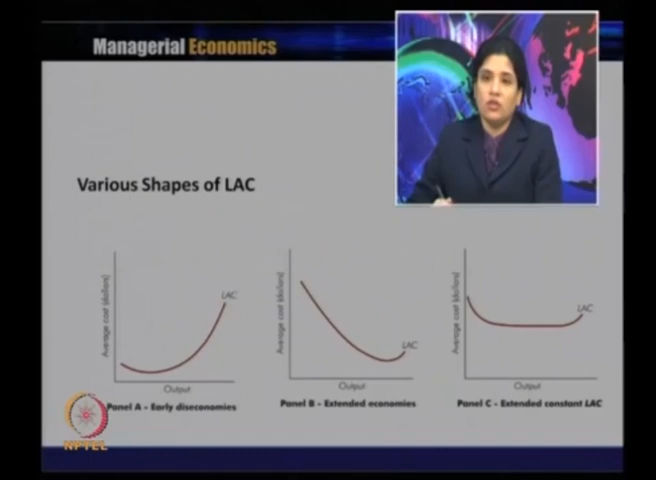 Managerial Economics
Various Shapes of LAC
Average cost (dollars)
LAC
Output
Panel A - Early diseconomies
Average cost (dollars)
LAC
Output
Panel B - Extended economies
Average cost (dollars)
LAC
Output
Panel C - Extended constant LAC
NPTEL